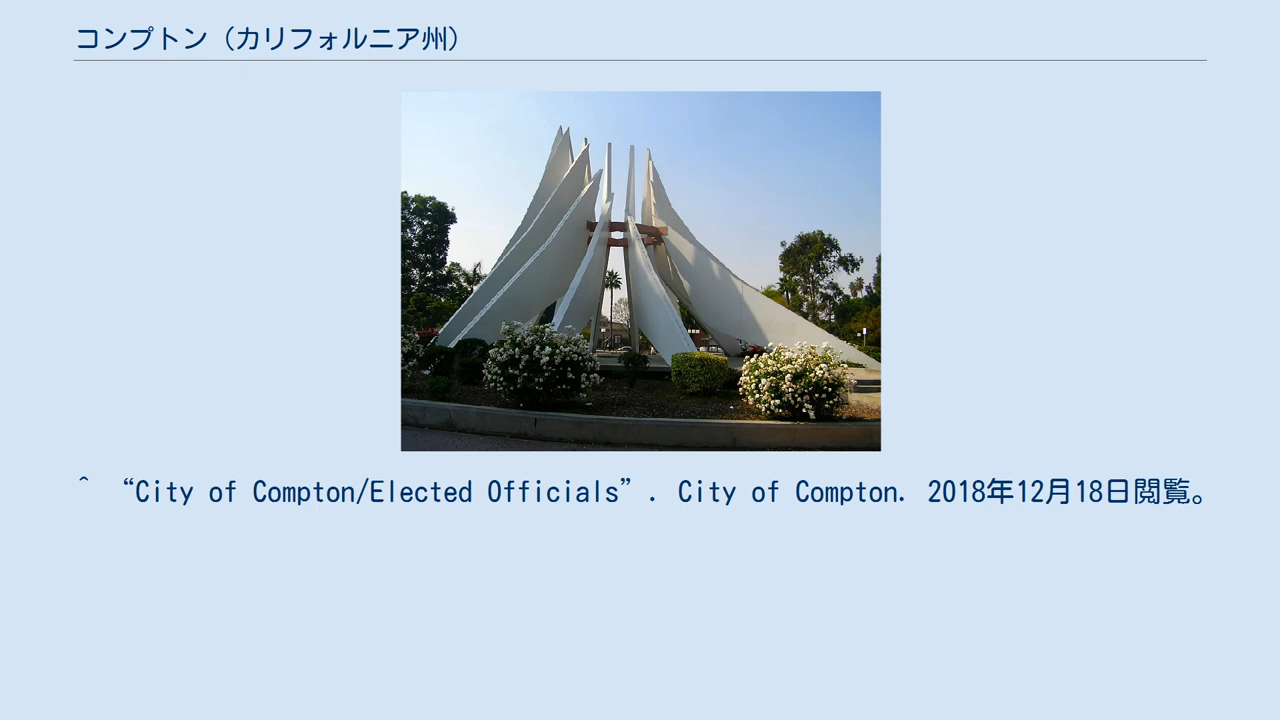 コンプトン（カリフォルニア州）
^ “City of Compton/Elected Officials”. City of Compton. 2018年12月18日閲覧。